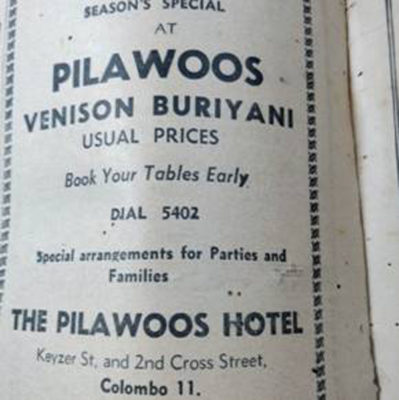 SEASON'S SPECIAL
AT
PILAWOOS
VENISON BURIYANI
USUAL PRICES
Book Your Tables Early
DIAL 5402
Special arrangements for Parties and
Families
THE PILAWOOS HOTEL
Keyzer St, and 2nd Cross Street,
Colombo 11.